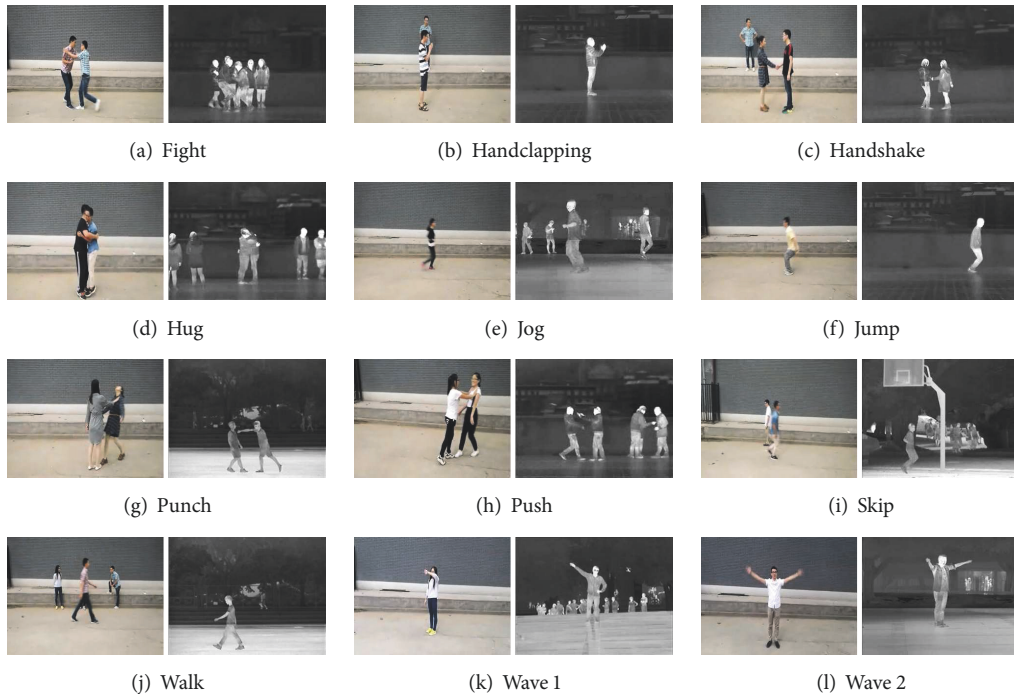 (a) Fight
(b) Handclapping
(c) Handshake
(d) Hug
(e) Jog
(f) Jump
(g) Punch
(h) Push
(i) Skip
(j) Walk
(k) Wave 1
(l) Wave 2